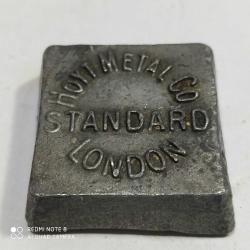 HOYT METAL CO
STANDARD
LONDON
REDMI NOTE 8
AI QUAD CAMERA